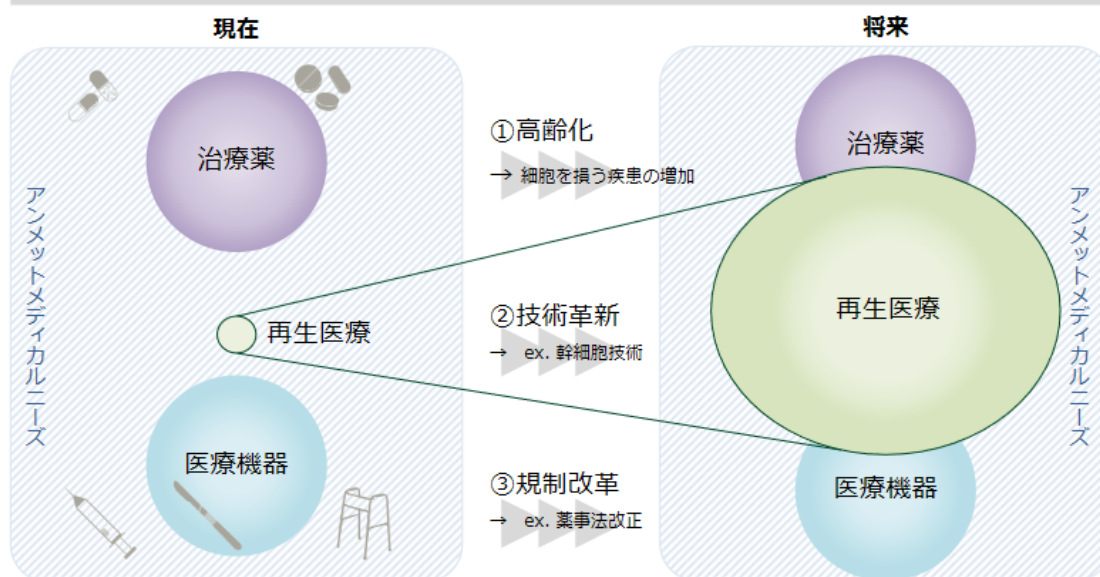 現在
将来
アンメットメディカルニーズ
治療薬
再生医療
医療機器
①高齢化
→ 細胞を損う疾患の増加
②技術革新
→ ex. 幹細胞技術
③規制改革
→ ex. 薬事法改正
治療薬
再生医療
医療機器
アンメットメディカルニーズ